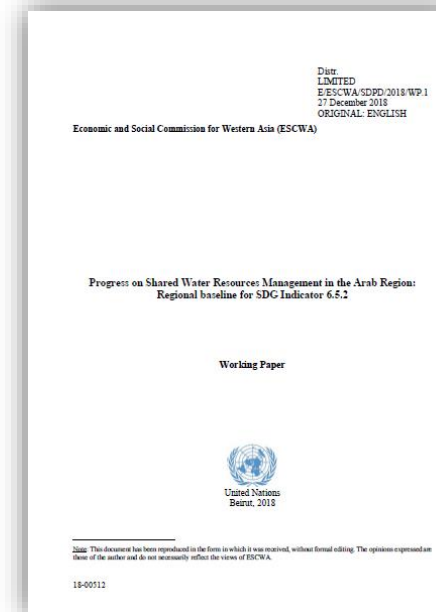 Distr.
LIMITED
E/ESCWA/SDPD/2018/WP.1
27 December 2018
ORIGINAL: ENGLISH
Economic and Social Commission for Western Asia (ESCWA)
Progress on Shared Water Resources Management in the Arab Region:
Regional baseline for SDG Indicator 6.5.2
Working Paper
United Nations
Beirut, 2018
Note: This document has been reproduced in the form in which it was received, without formal editing. The opinions expressed are
those of the author and do not necessarily reflect the views of ESCWA.
18-00512